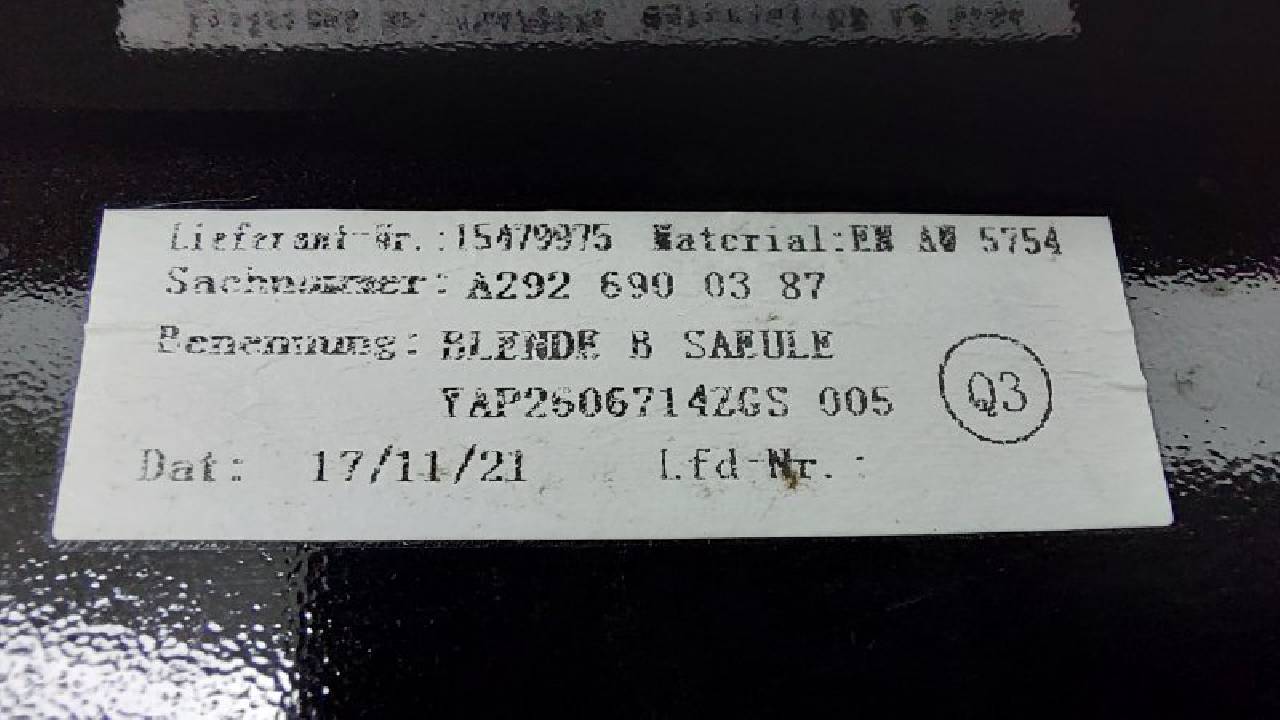 Lieferant-Nr.:15479975 Material:EN AW 5754
Sachnummer: A292 690 03 87
Benennung: BLENDE B SAEULE
YAP2606714ZGS 005
Q3
Dat: 17/11/21 Lfd-Nr.: